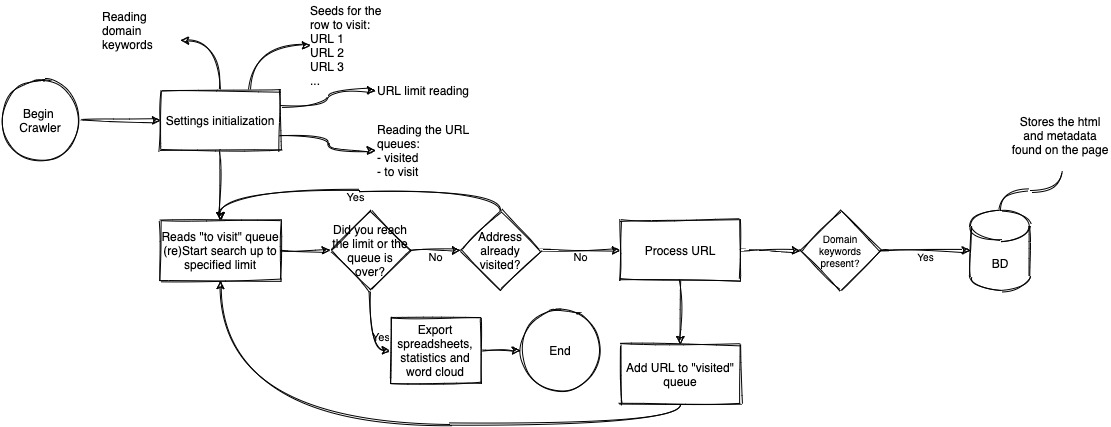 Reading
domain
keywords
Seeds for the
row to visit:
URL 1
URL 2
URL 3
...
URL limit reading
Begin
Crawler
Settings initialization
Reading the URL
queues:
- visited
- to visit
Stores the html
and metadata
found on the page
Yes
Reads "to visit" queue
(re)Start search up to
specified limit
Did you reach
the limit or the
queue is
over?
No
Address
already
visited?
No
Process URL
Domain
keywords
present?
Yes
BD
Yes
Export
spreadsheets,
statistics and
word cloud
End
Add URL to "visited"
queue